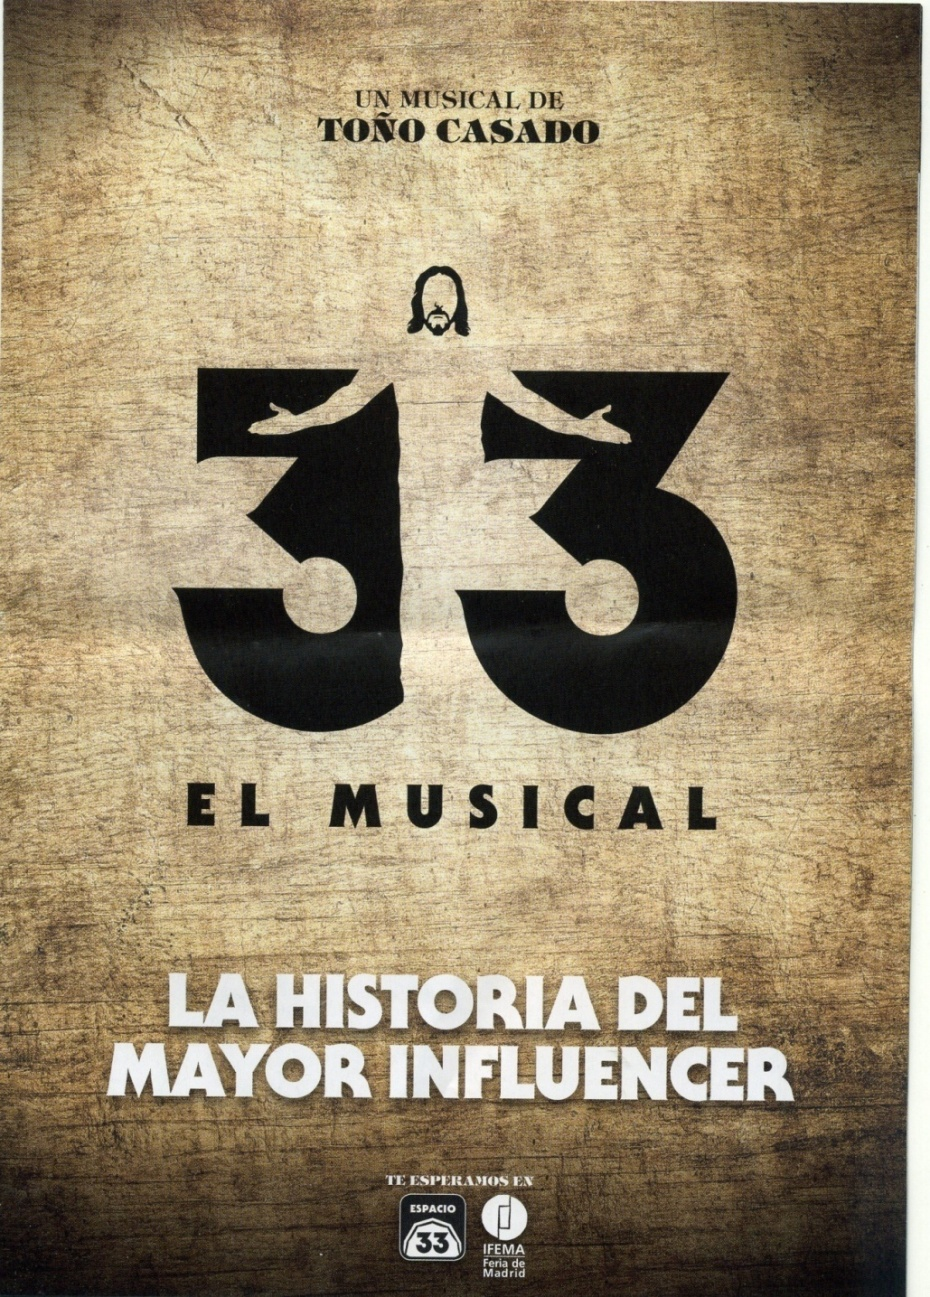 UN MUSICAL DE
TOÑO CASADO
33
EL MUSICAL
LA HISTORIA DEL
MAYOR INFLUENCER
TE ESPERAMOS EN
ESPACIO
33
IFEMA
Feria de
Madrid